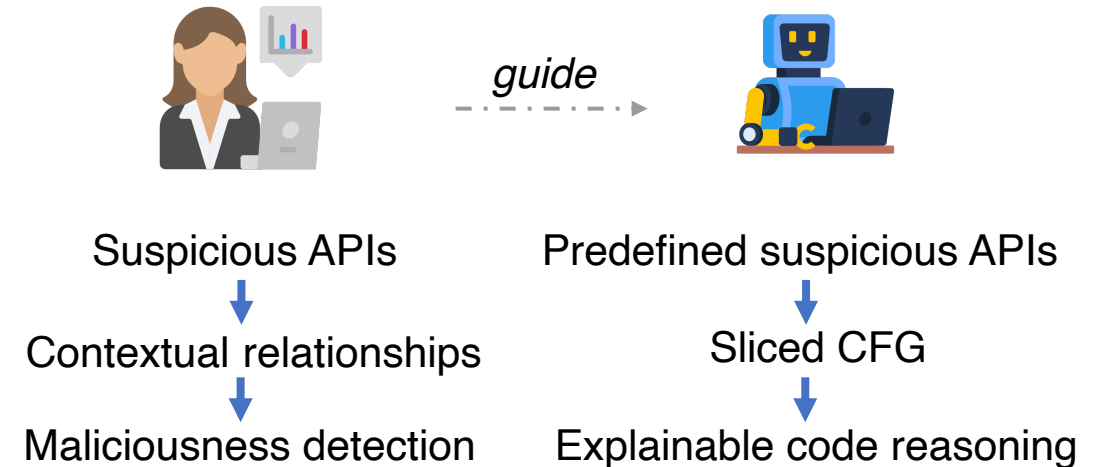 guide
Suspicious APIs
Contextual relationships
Maliciousness detection
Predefined suspicious APIs
Sliced CFG
Explainable code reasoning